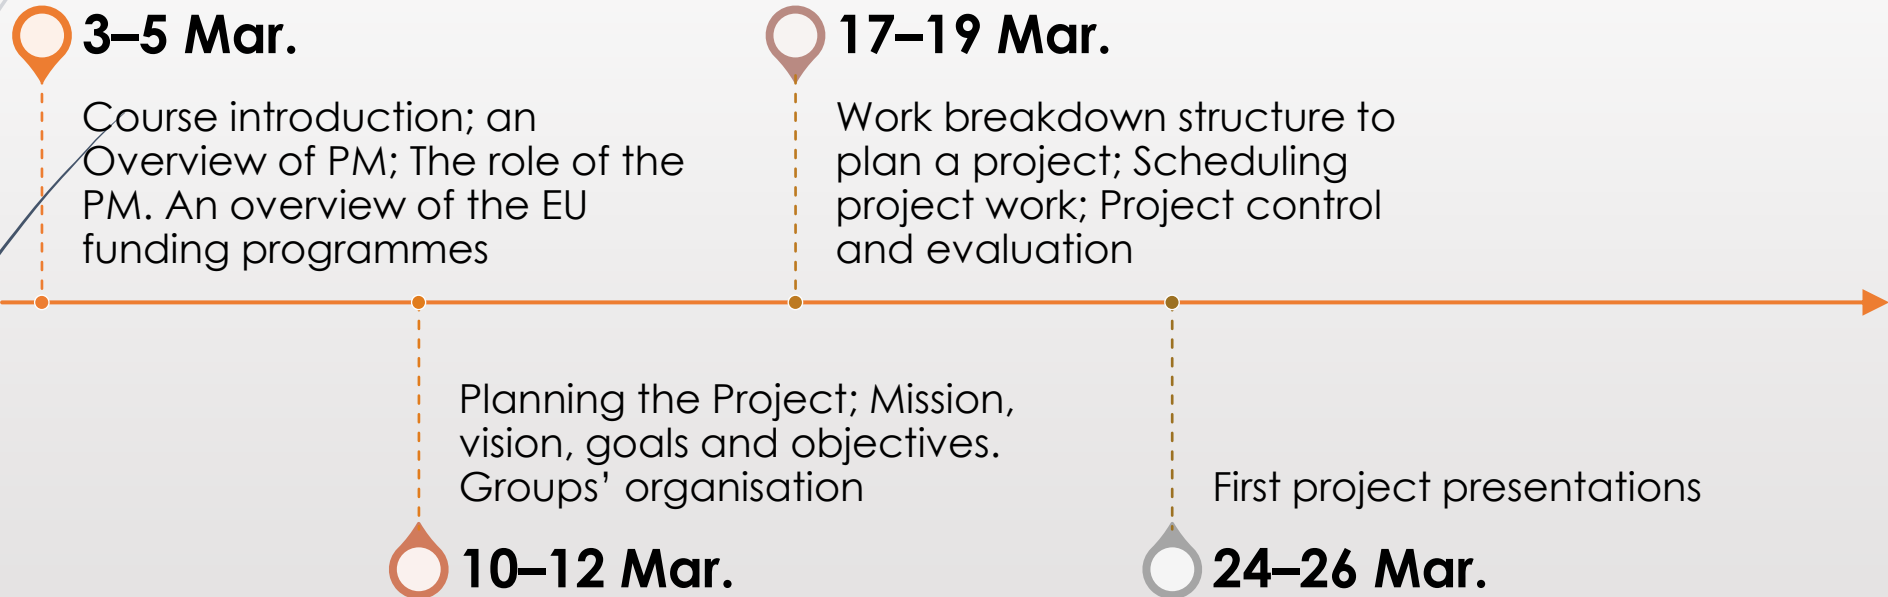 3–5 Mar.
Course introduction; an
Overview of PM; The role of the
PM. An overview of the EU
funding programmes
Planning the Project; Mission,
vision, goals and objectives.
Groups’ organisation
10–12 Mar.
17–19 Mar.
Work breakdown structure to
plan a project; Scheduling
project work; Project control
and evaluation
First project presentations
24–26 Mar.